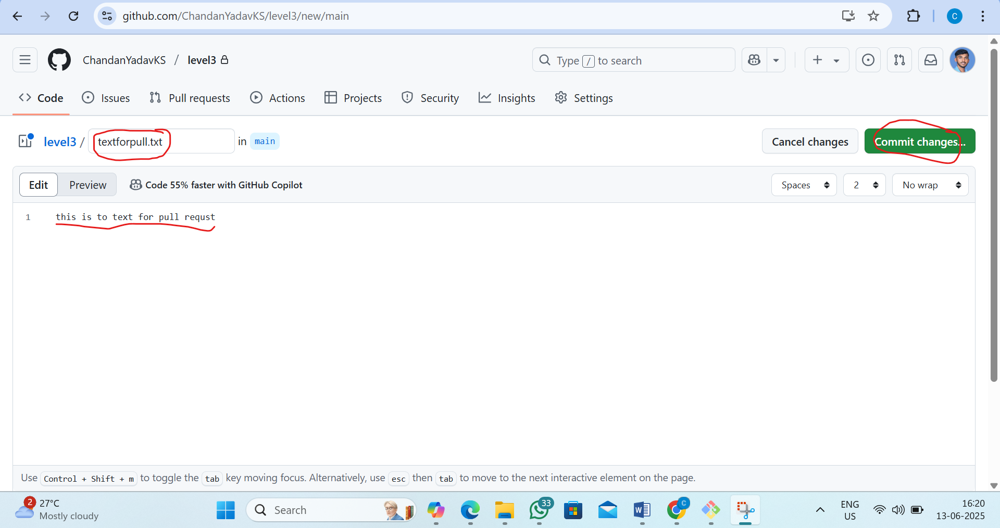 github.com/ChandanYadavKS/level3/new/main
C
ChandanYadavKS / level3
Type / to search
Code
Issues
Pull requests
Actions
Projects
Security
Insights
Settings
level3 / textforpull.txt in main
Cancel changes
Commit changes...
Edit
Preview
Code 55% faster with GitHub Copilot
Spaces
2
No wrap
1 this is to text for pull requst
Use Control + Shift + m to toggle the tab key moving focus. Alternatively, use esc then tab to move to the next interactive element on the page.
2
27°C
Mostly cloudy
Search
33
W
C
ENG
US
16:20
13-06-2025